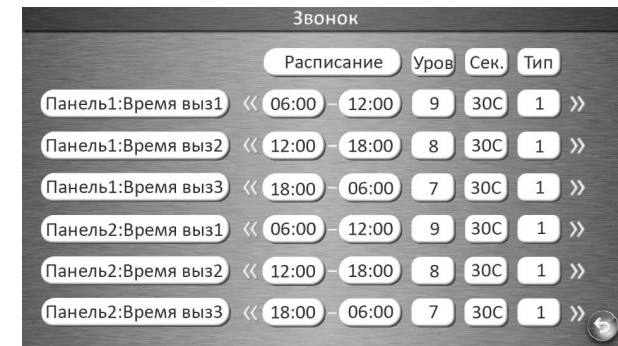 Звонок
Расписание Уров Сек. Тип
Панель1:Время выз1 « 06:00 – 12:00 9 30С 1 »
Панель1:Время выз2 « 12:00 – 18:00 8 30С 1 »
Панель1:Время выз3 « 18:00 – 06:00 7 30С 1 »
Панель2:Время выз1 « 06:00 – 12:00 9 30С 1 »
Панель2:Время выз2 « 12:00 – 18:00 8 30С 1 »
Панель2:Время выз3 « 18:00 – 06:00 7 30С 1 »